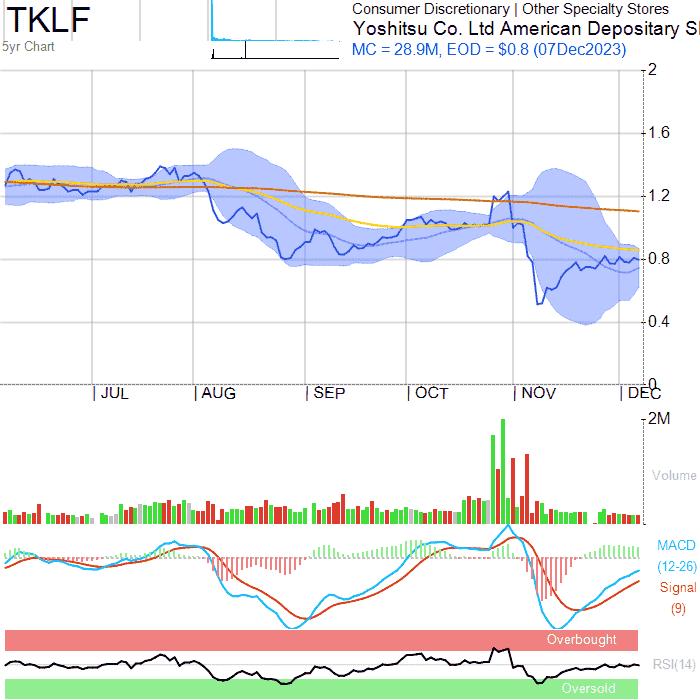 TKLF
5yr Chart
Consumer Discretionary | Other Specialty Stores
Yoshitsu Co. Ltd American Depositary
MC = 28.9M, EOD = $0.8 (07Dec2023)
2
1.6
1.2
0.8
0.4
0
JUL AUG SEP OCT NOV DEC
2M
Volume
MACD
(12-26)
Signal
(9)
Overbought
RSI(14)
Oversold